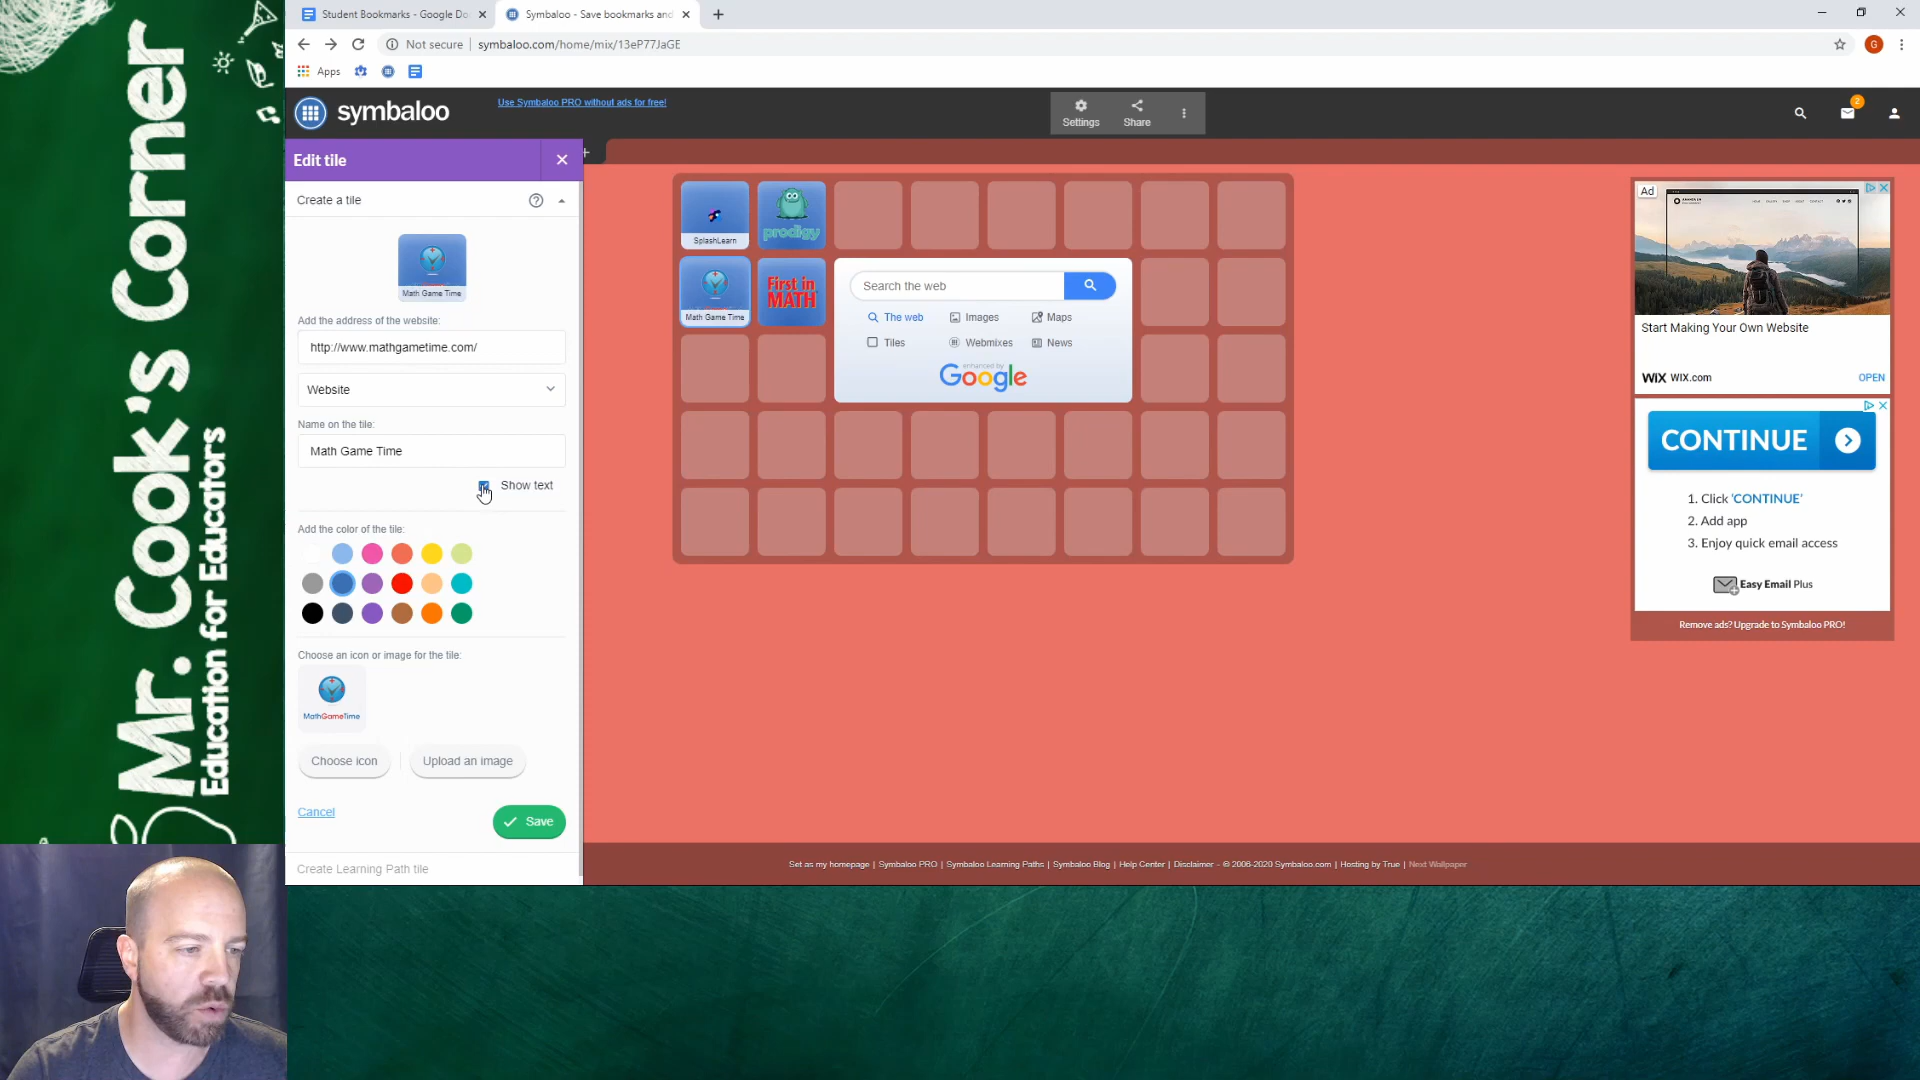 Mr. Cook's Corner
Education for Educators
Student Bookmarks - Google Do
Symbaloo - Save bookmarks and
Not secure
symbaloo.com/home/mix/13eP77JaGE
Apps
symbaloo
Use Symbaloo PRO without ads for free!
Settings
Share
2
Edit tile
Create a tile
Math Game Time
Add the address of the website:
http://www.mathgametime.com/
Website
Name on the tile:
Math Game Time
Show text
Add the color of the tile:
Choose an icon or image for the tile:
MathGameTime
Choose icon
Upload an image
Cancel
Save
Create Learning Path tile
SplashLearn
prodigy
Math Game Time
First in MATH
Search the web
The web
Images
Maps
Tiles
Webmixes
News
enhanced by
Google
Ad
Start Making Your Own Website
WIX WIX.com
OPEN
CONTINUE
1. Click 'CONTINUE'
2. Add app
3. Enjoy quick email access
Easy Email Plus
Remove ads? Upgrade to Symbaloo PRO!
Set as my homepage | Symbaloo PRO | Symbaloo Learning Paths | Symbaloo Blog | Help Center | Disclaimer - © 2006-2020 Symbaloo.com | Hosting by True | Next Wallpaper